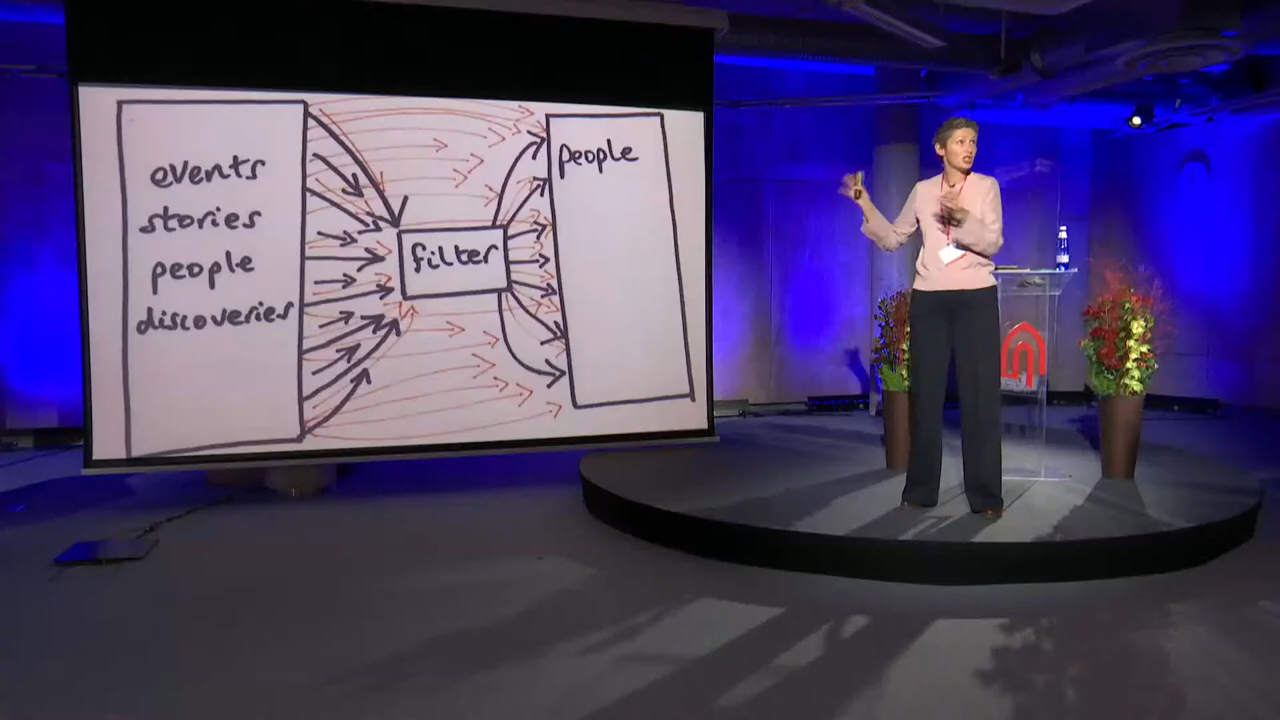 events
stories
people
discoveries
filter
people